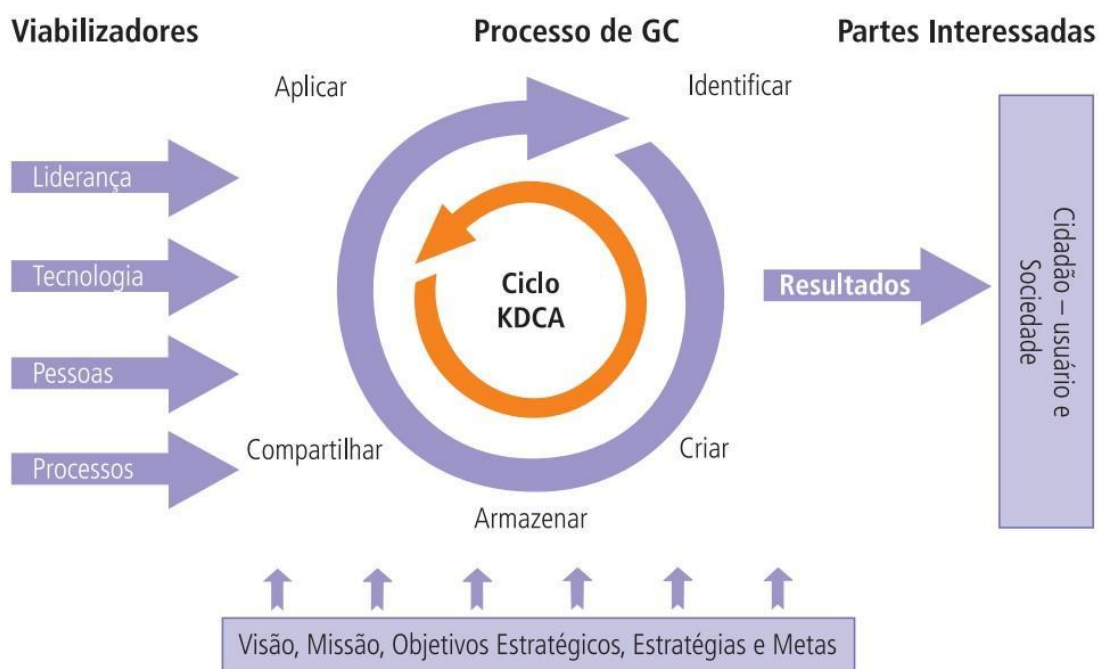 Viabilizadores
Processo de GC
Partes Interessadas
Aplicar
Identificar
Liderança
Tecnologia
Pessoas
Processos
Ciclo
KDCA
Compartilhar
Criar
Armazenar
Resultados
Cidadão – usuário e
Sociedade
Visão, Missão, Objetivos Estratégicos, Estratégias e Metas